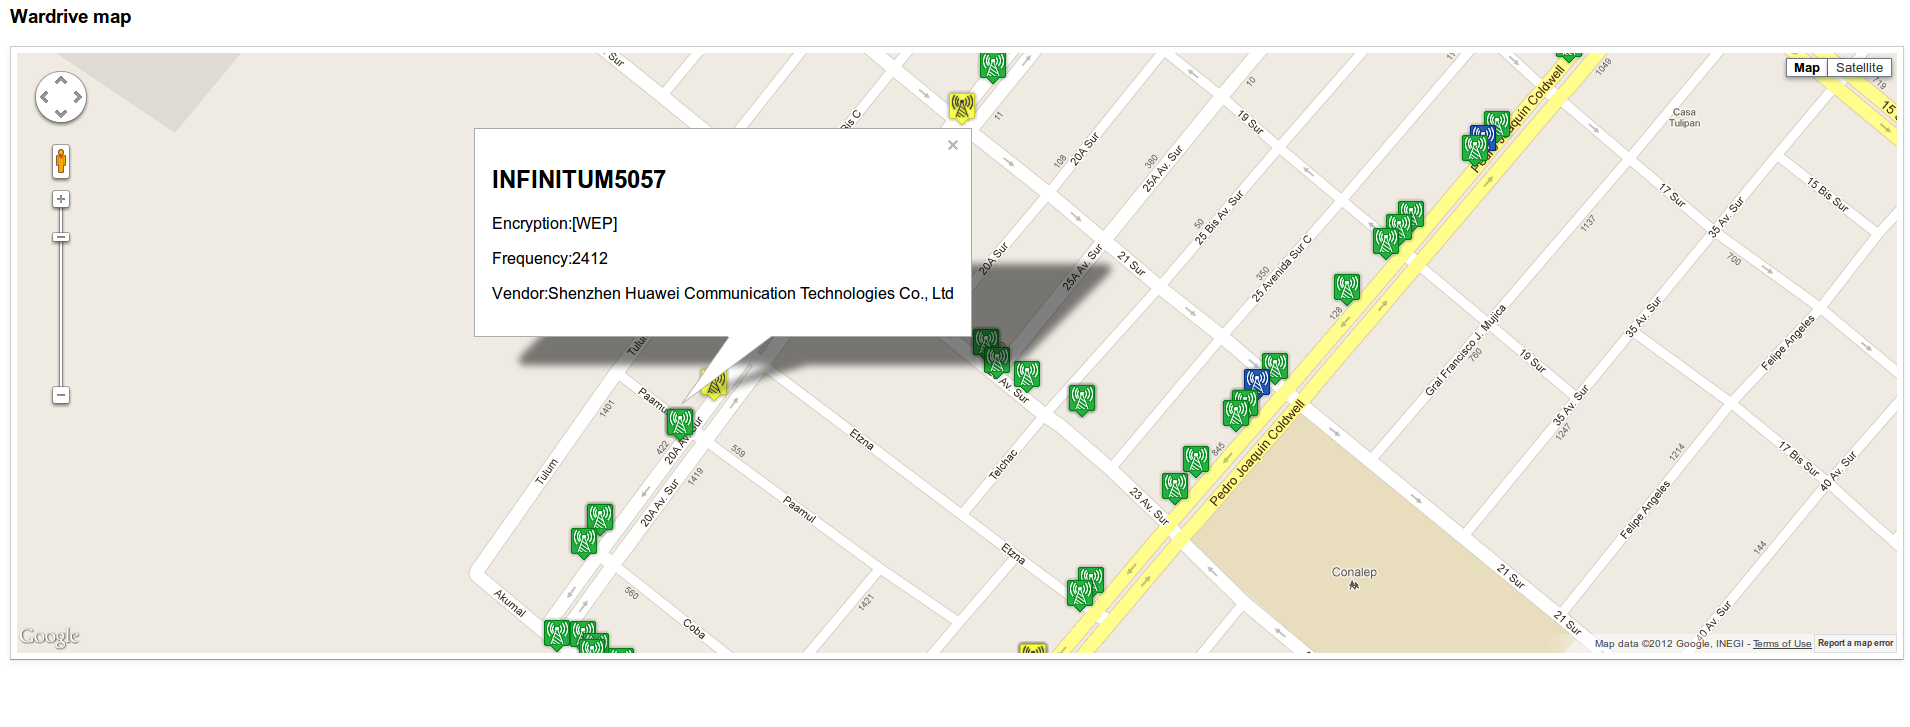 Wardrive map
Map
Satellite
INFINITUM5057
Encryption:[WEP]
Frequency:2412
Vendor:Shenzhen Huawei Communication Technologies Co., Ltd
Sur
Bis C
11
108
20A Sur
380
25A Av. Sur
10
19 Sur
Pedro Joaquin Coldwell
1049
719
15
Casa
Tulipan
17 Sur
15 Bis Sur
50
25 Bis Av. Sur
1137
35 Av. Sur
700
20A Sur
25A Av. Sur
21 Sur
350
25 Avenida Sur C
128
Gral Francisco J. Mujica
760
35 Av. Sur
19 Sur
Felipe Angeles
Tulum
Paamul
1401
Av. Sur
422
20A Av. Sur
559
1419
Etzna
Telchac
845
Pedro Joaquin Coldwell
35 Av. Sur
1247
1214
17 Bis Sur
40 Av. Sur
Tulum
20A Av. Sur
Paamul
23 Av. Sur
Felipe Angeles
144
Etzna
Conalep
21 Sur
Akumal
560
1421
Coba
21 Sur
40 Av. Sur
Google
Map data ©2012 Google, INEGI - Terms of Use
Report a map error